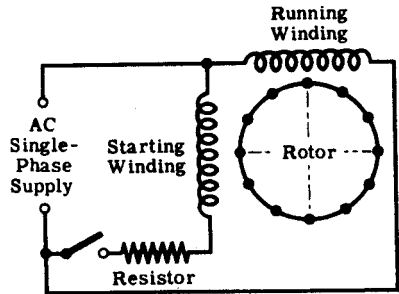 Running
Winding
AC
Single-
Phase
Supply
Starting
Winding
Rotor
Resistor